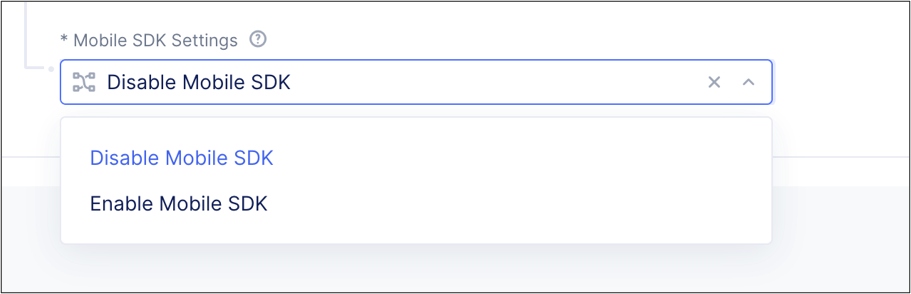 * Mobile SDK Settings ?
Disable Mobile SDK
Disable Mobile SDK
Enable Mobile SDK